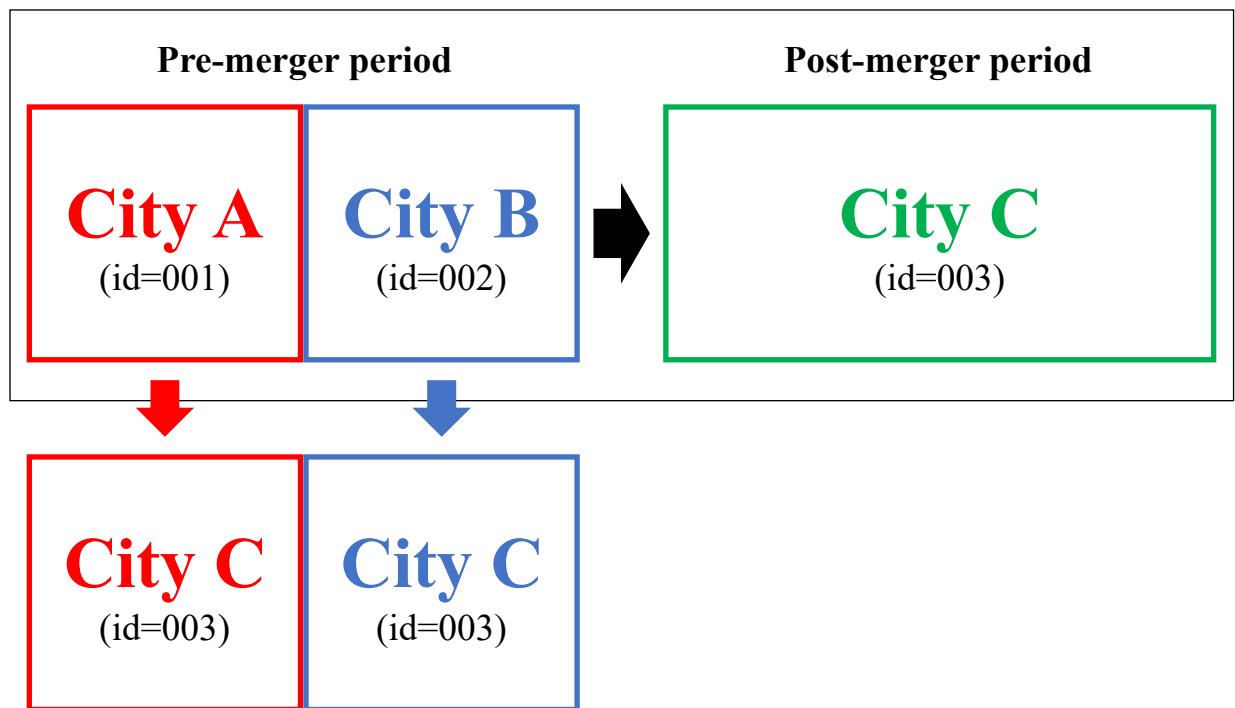 Pre-merger period
Post-merger period
City A
(id=001)
City B
(id=002)
City C
(id=003)
City C
(id=003)
City C
(id=003)